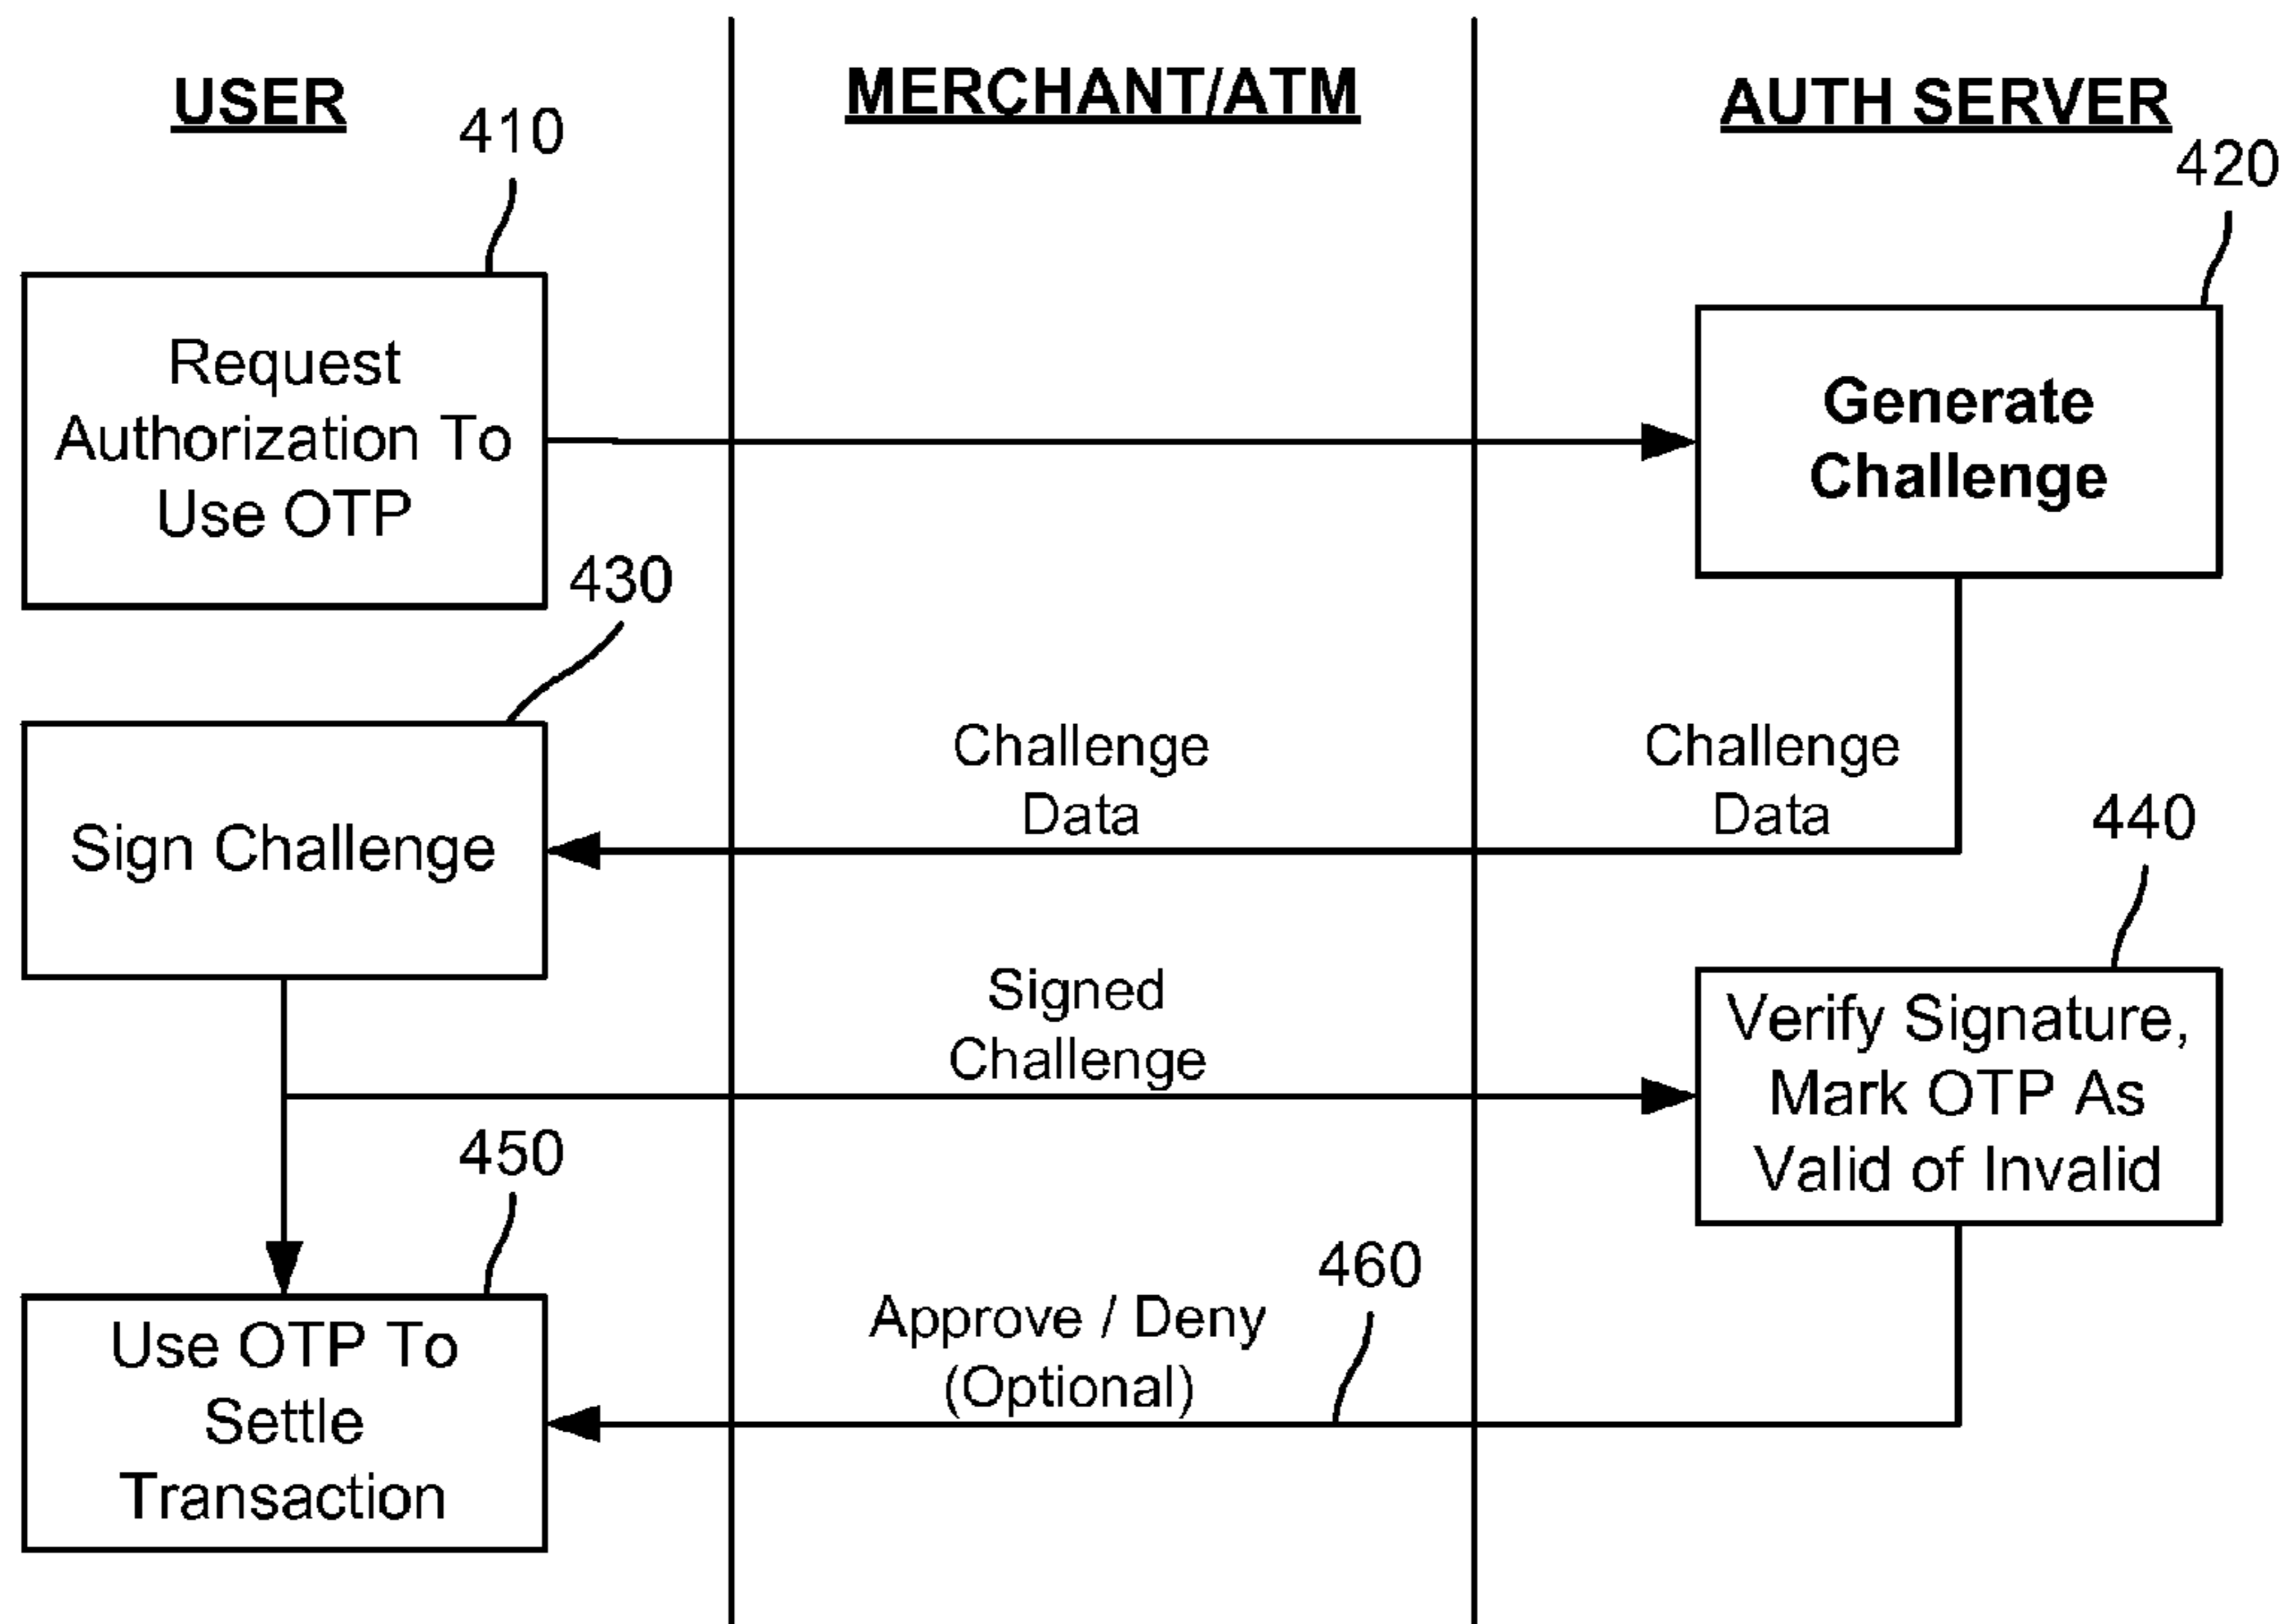 USER
MERCHANT/ATM
AUTH SERVER
410
420
Request
Authorization To
Use OTP
Generate
Challenge
430
Sign Challenge
Challenge
Data
Challenge
Data
440
Signed
Challenge
Verify Signature,
Mark OTP As
Valid of Invalid
450
Use OTP To
Settle
Transaction
460
Approve / Deny
(Optional)